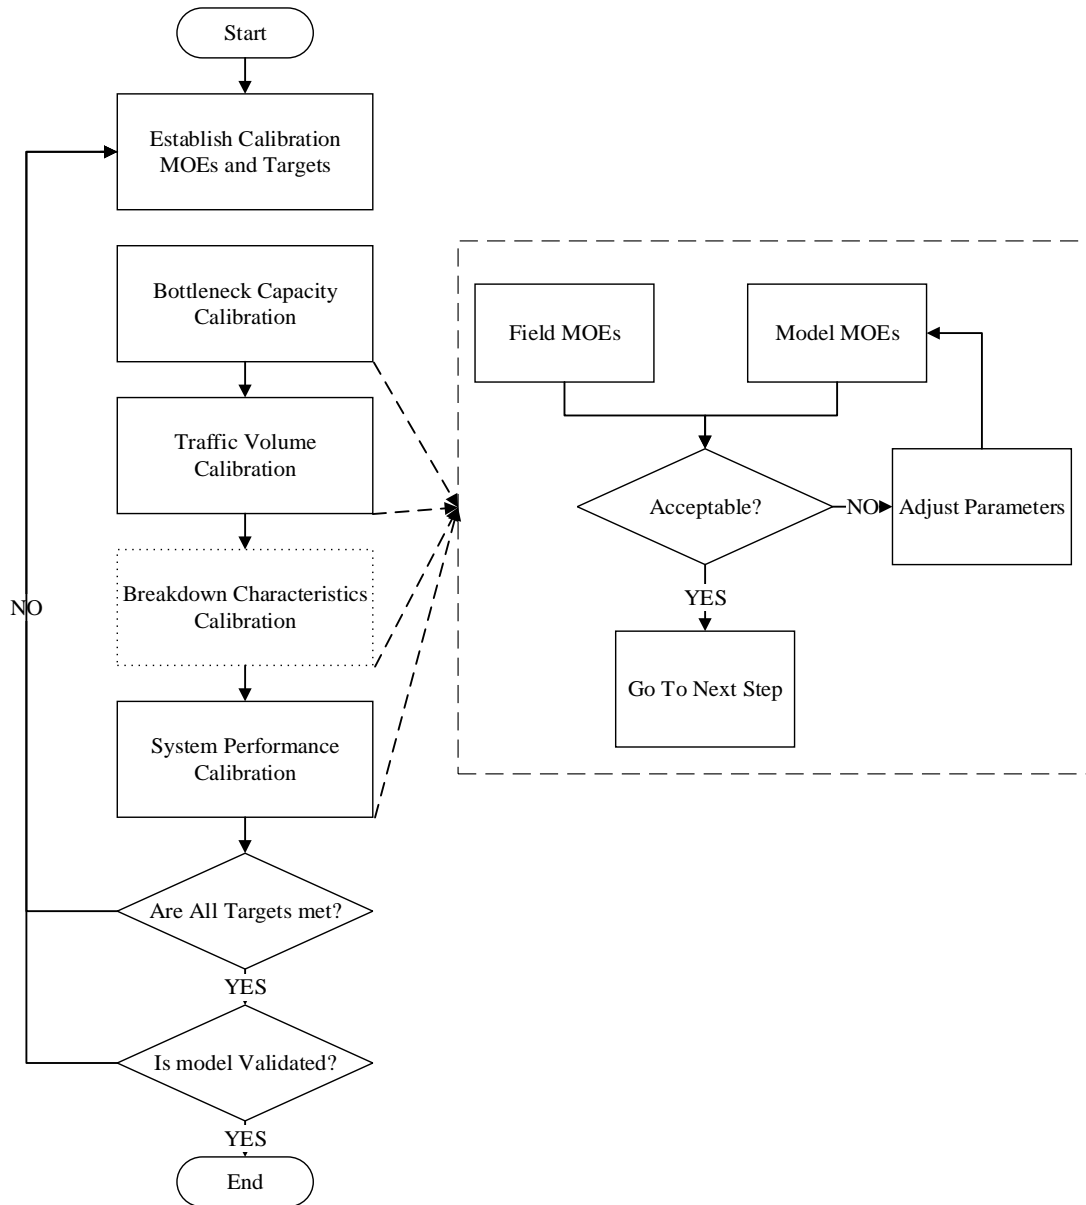 Start
Establish Calibration
MOEs and Targets
Bottleneck Capacity
Calibration
Traffic Volume
Calibration
Breakdown Characteristics
Calibration
System Performance
Calibration
Are All Targets met?
YES
Is model Validated?
YES
End
NO
Field MOEs
Model MOEs
Acceptable?
NO
Adjust Parameters
YES
Go To Next Step